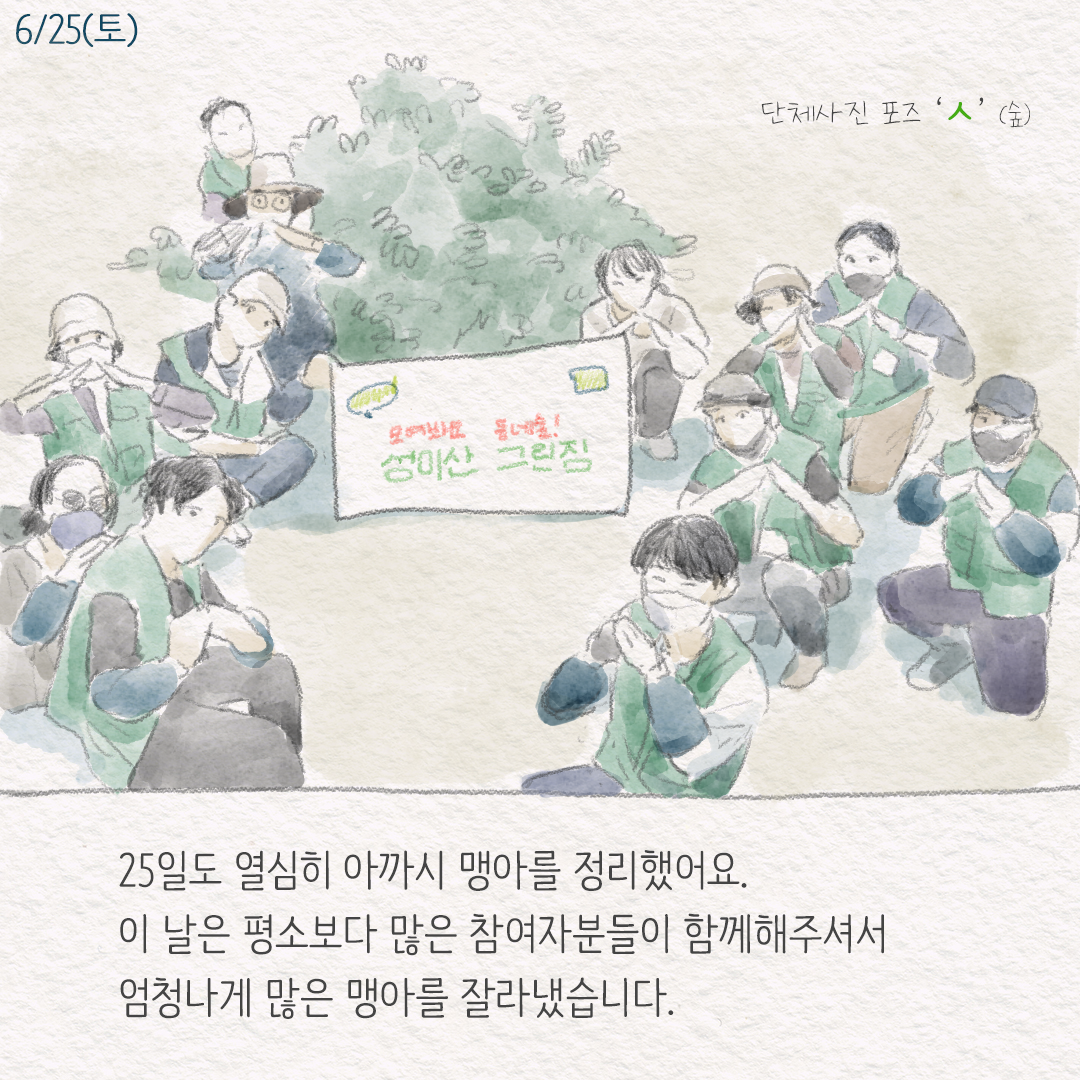 6/25(토)
단체사진 포즈 'ㅅ' (숲)
모여봐요 동네숲!
성미산 그린짐
25일도 열심히 아까시 맹아를 정리했어요.
이 날은 평소보다 많은 참여자분들이 함께해주셔서
엄청나게 많은 맹아를 잘라냈습니다.